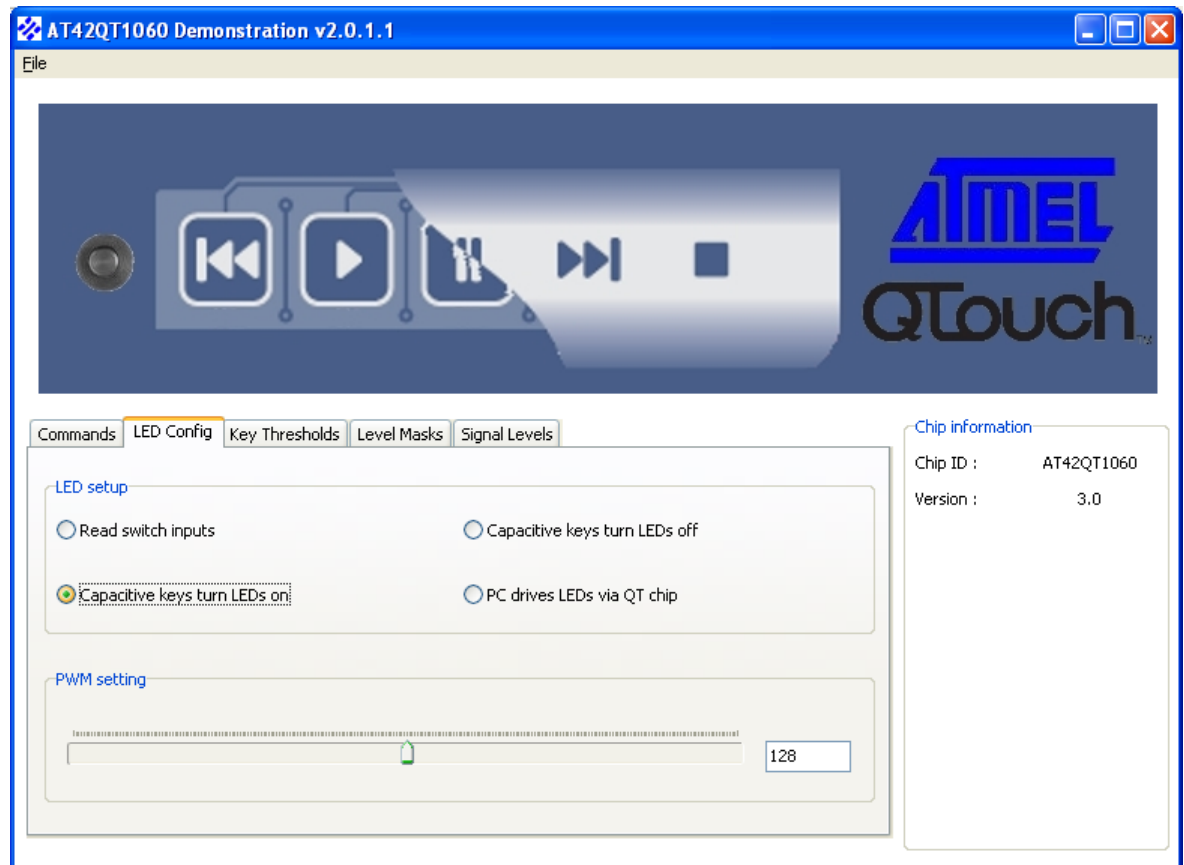 AT42QT1060 Demonstration v2.0.1.1
File
ATMEL
QTouch™
Commands
LED Config
Key Thresholds
Level Masks
Signal Levels
LED setup
Read switch inputs
Capacitive keys turn LEDs off
Capacitive keys turn LEDs on
PC drives LEDs via QT chip
PWM setting
128
Chip information
Chip ID : AT42QT1060
Version : 3.0